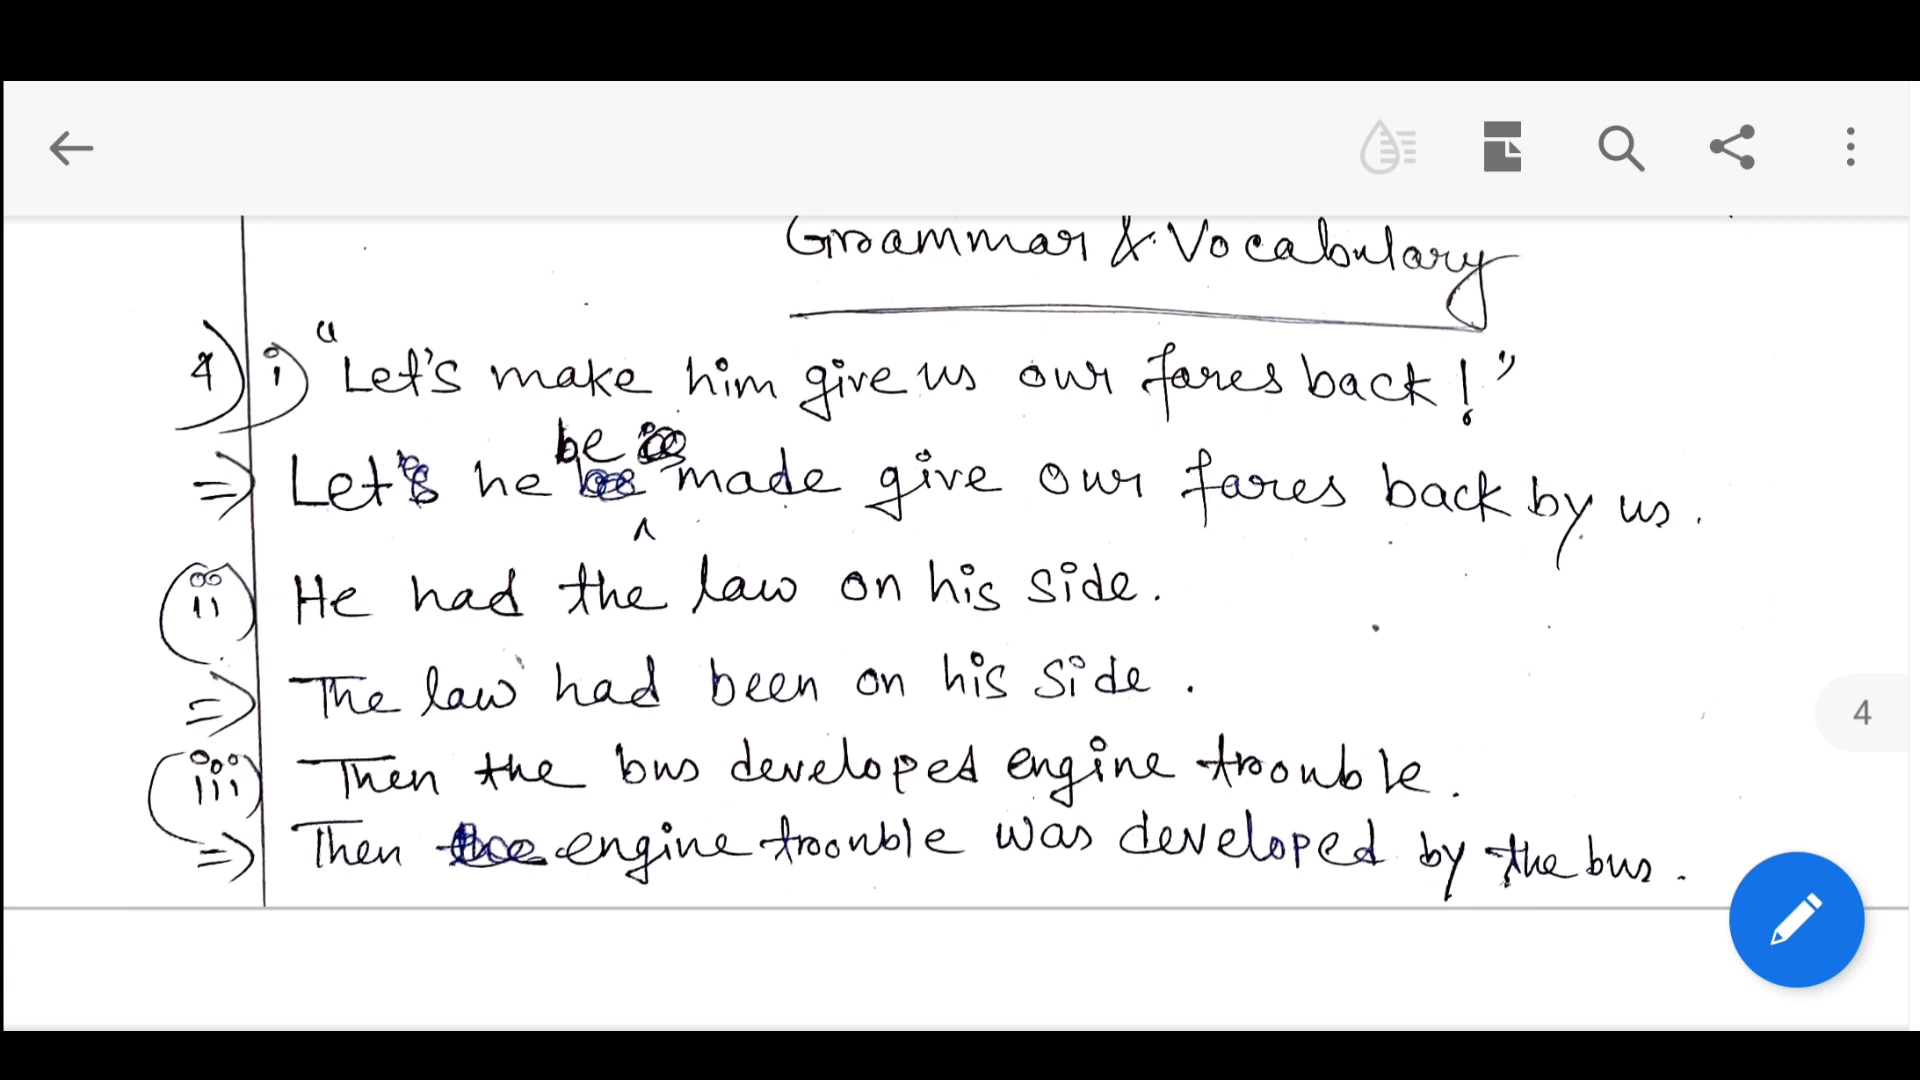 Grammar & Vocabulary
4) i) "Let's make him give us our fares back!"
=> Let he be made give our fares back by us.
ii) He had the law on his side.
=> The law had been on his side.
iii) Then the bus developed engine trouble.
=> Then engine trouble was developed by the bus.
4